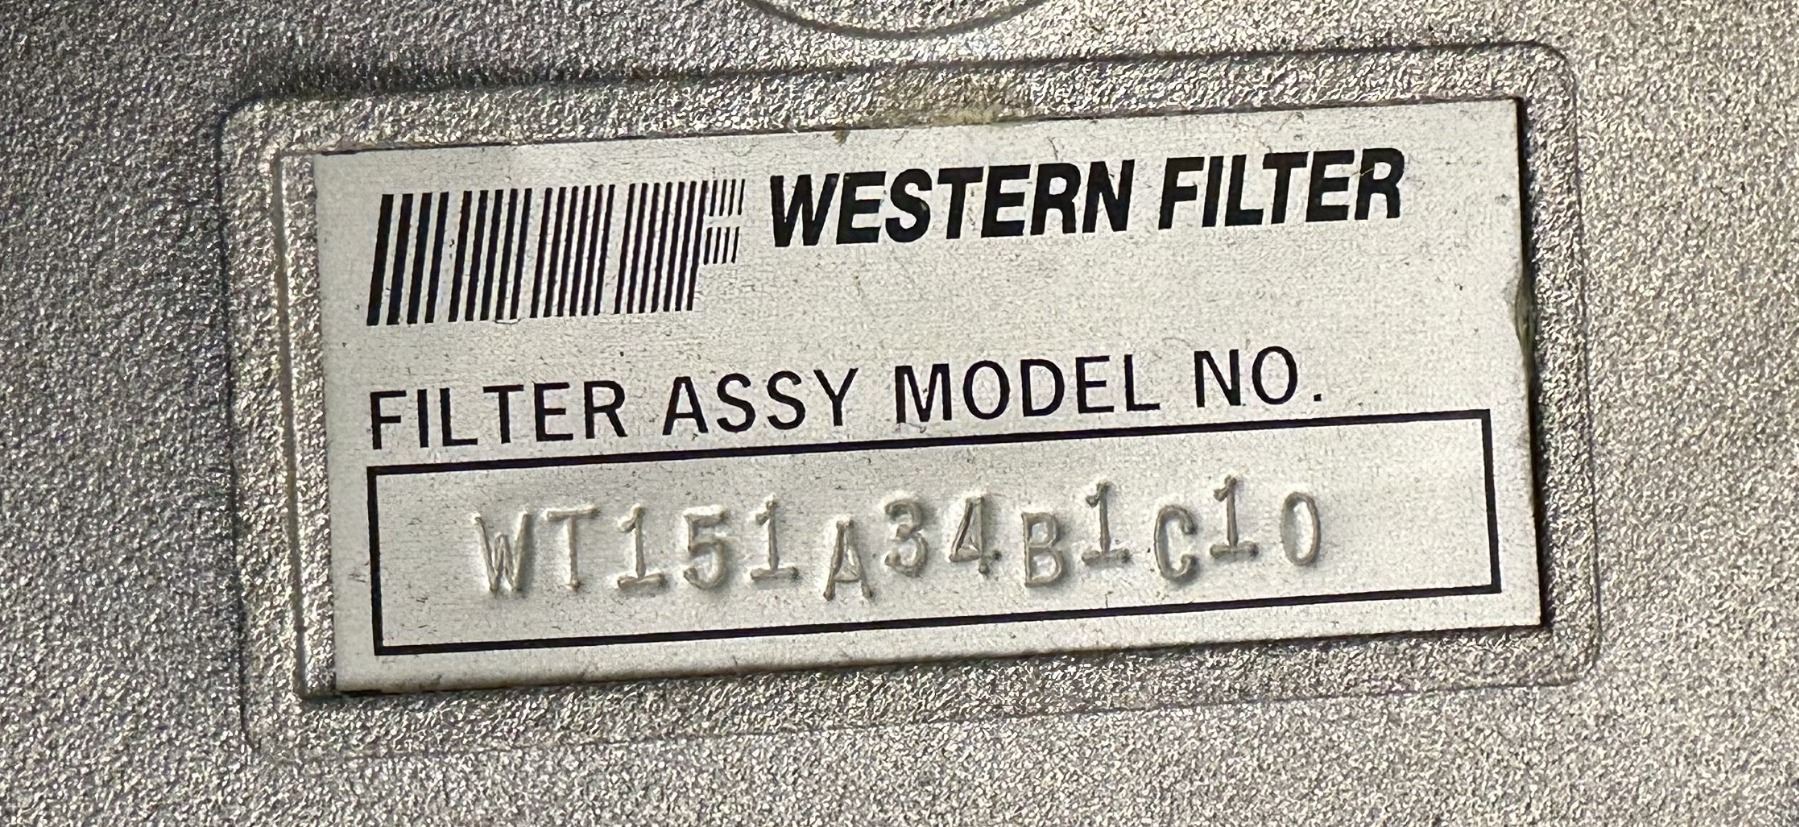 WESTERN FILTER
FILTER ASSY MODEL NO.
WT151A34B1C10